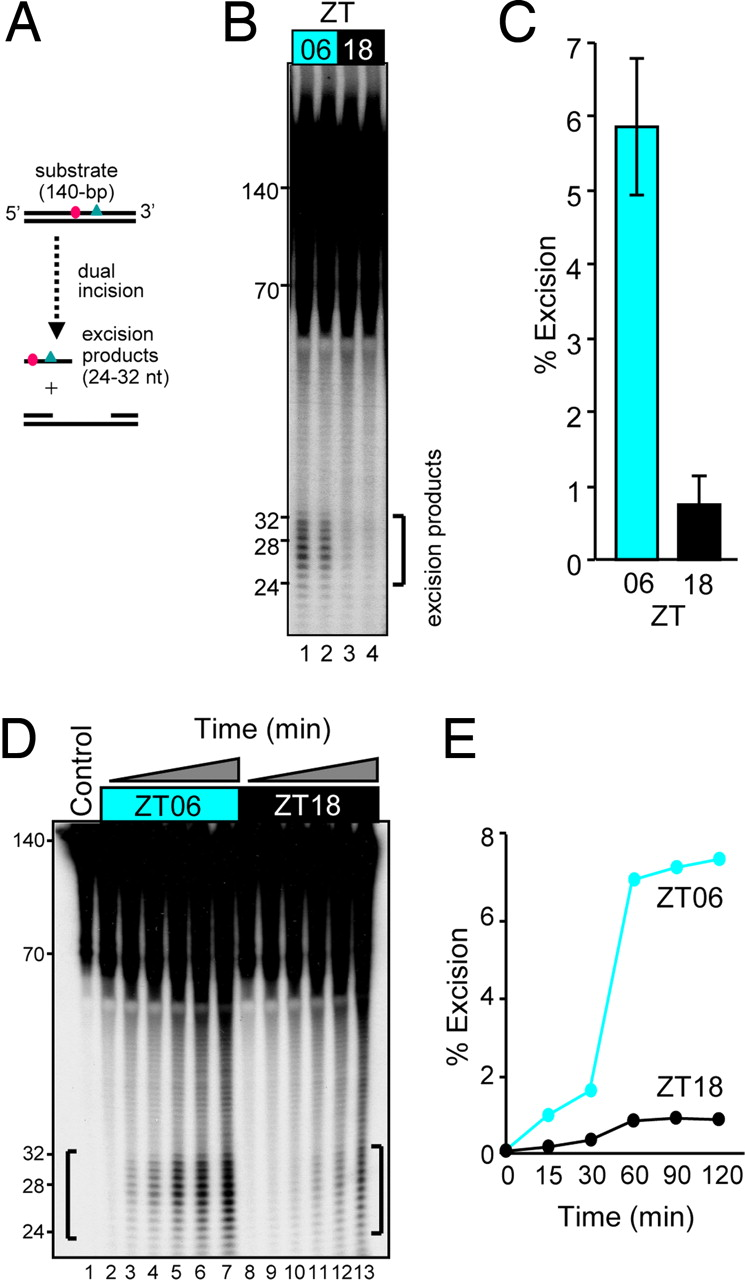 A
substrate
(140-bp)
5’
3’
dual
incision
excision
products
(24-32 nt)
+
B
ZT
06 18
140
70
32
28
24
excision products
1 2 3 4
C
7
6
5
4
3
2
1
0
% Excision
06 18
ZT
D
Time (min)
Control
ZT06 ZT18
140
70
32
28
24
1 2 3 4 5 6 7 8 9 10 11 12 13
E
8
6
4
2
0
% Excision
ZT06
ZT18
0 15 30 60 90 120
Time (min)